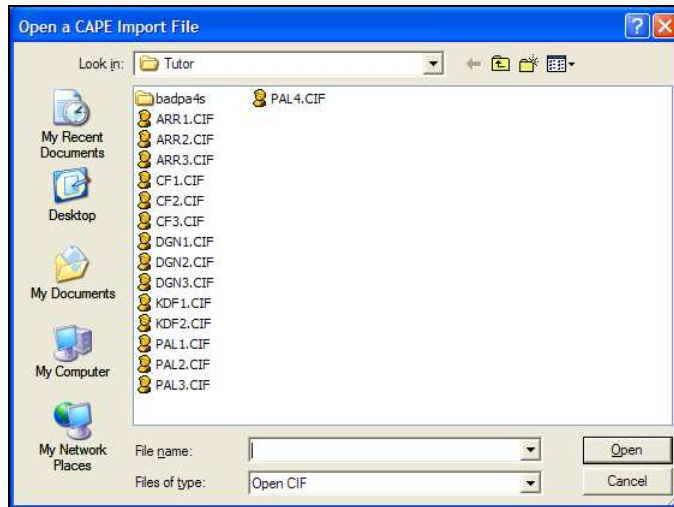 Open a CAPE Import File
Look in:
Tutor
My Recent
Documents
Desktop
My Documents
My Computer
My Network
Places
badpa4s
ARR1.CIF
ARR2.CIF
ARR3.CIF
CF1.CIF
CF2.CIF
CF3.CIF
DGN1.CIF
DGN2.CIF
DGN3.CIF
KDF1.CIF
KDF2.CIF
PAL1.CIF
PAL2.CIF
PAL3.CIF
PAL4.CIF
File name:
Open
Files of type:
Open CIF
Cancel